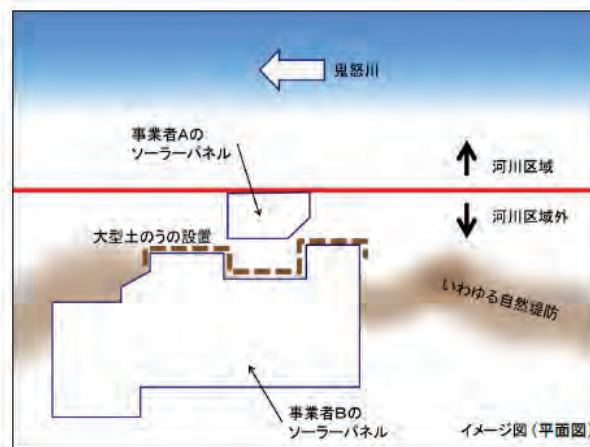 鬼怒川
事業者Aの
ソーラーパネル
河川区域
河川区域外
大型土のうの設置
いわゆる自然堤防
事業者Bの
ソーラーパネル
イメージ図（平面図）